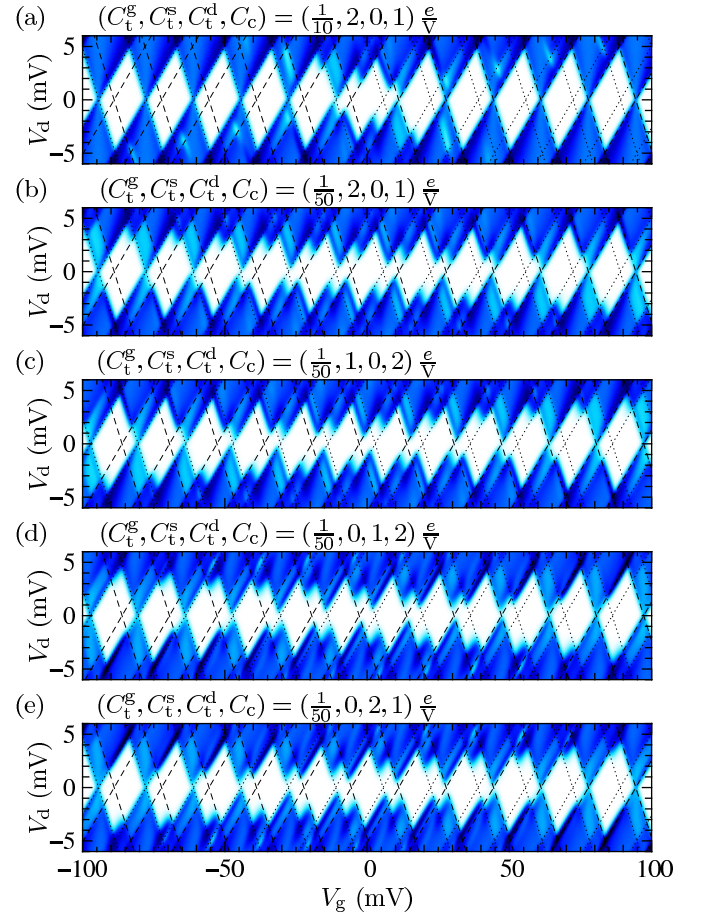 (a) (C_t^g, C_t^s, C_t^d, C_c) = (1/10, 2, 0, 1) e/V
5
0
−5
V_d (mV)
(b) (C_t^g, C_t^s, C_t^d, C_c) = (1/50, 2, 0, 1) e/V
5
0
−5
V_d (mV)
(c) (C_t^g, C_t^s, C_t^d, C_c) = (1/50, 1, 0, 2) e/V
5
0
−5
V_d (mV)
(d) (C_t^g, C_t^s, C_t^d, C_c) = (1/50, 0, 1, 2) e/V
5
0
−5
V_d (mV)
(e) (C_t^g, C_t^s, C_t^d, C_c) = (1/50, 0, 2, 1) e/V
5
0
−5
V_d (mV)
−100 −50 0 50 100
V_g (mV)